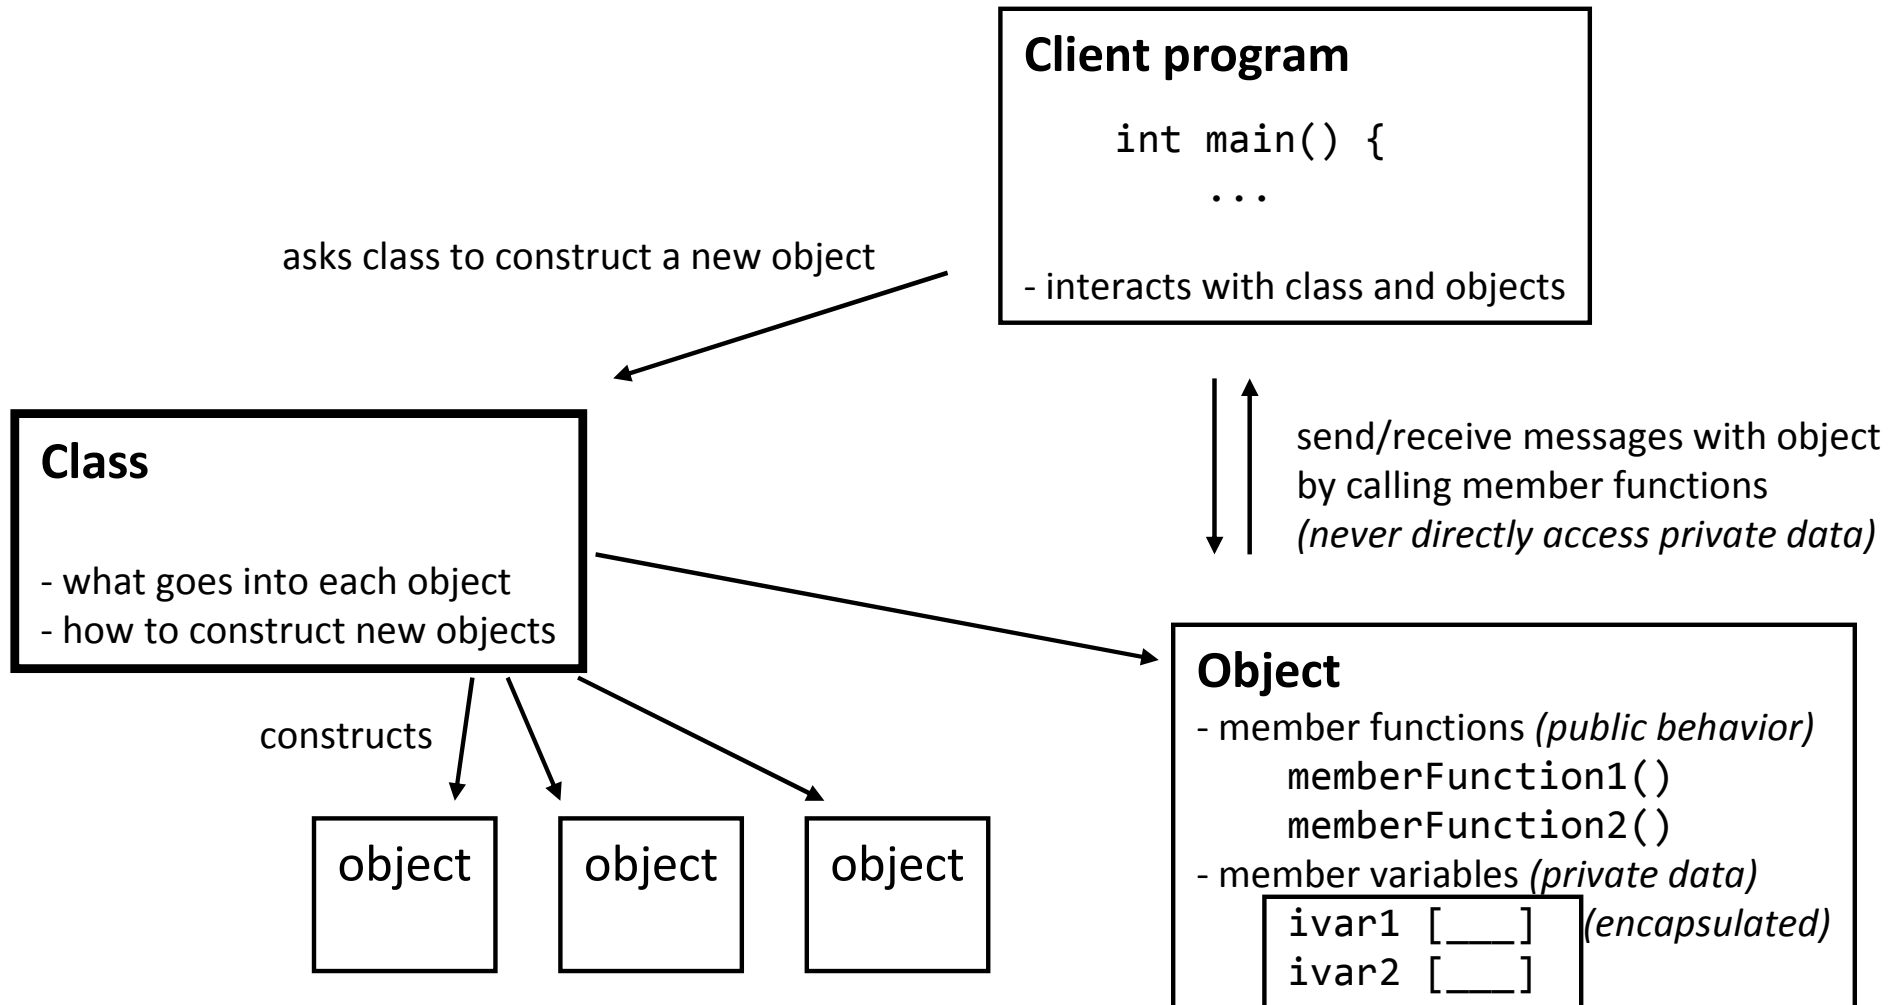 Client program
int main() {
...
- interacts with class and objects
asks class to construct a new object
Class
- what goes into each object
- how to construct new objects
send/receive messages with object
by calling member functions
(never directly access private data)
constructs
object
object
object
Object
- member functions (public behavior)
memberFunction1()
memberFunction2()
- member variables (private data)
ivar1 [___] (encapsulated)
ivar2 [___]